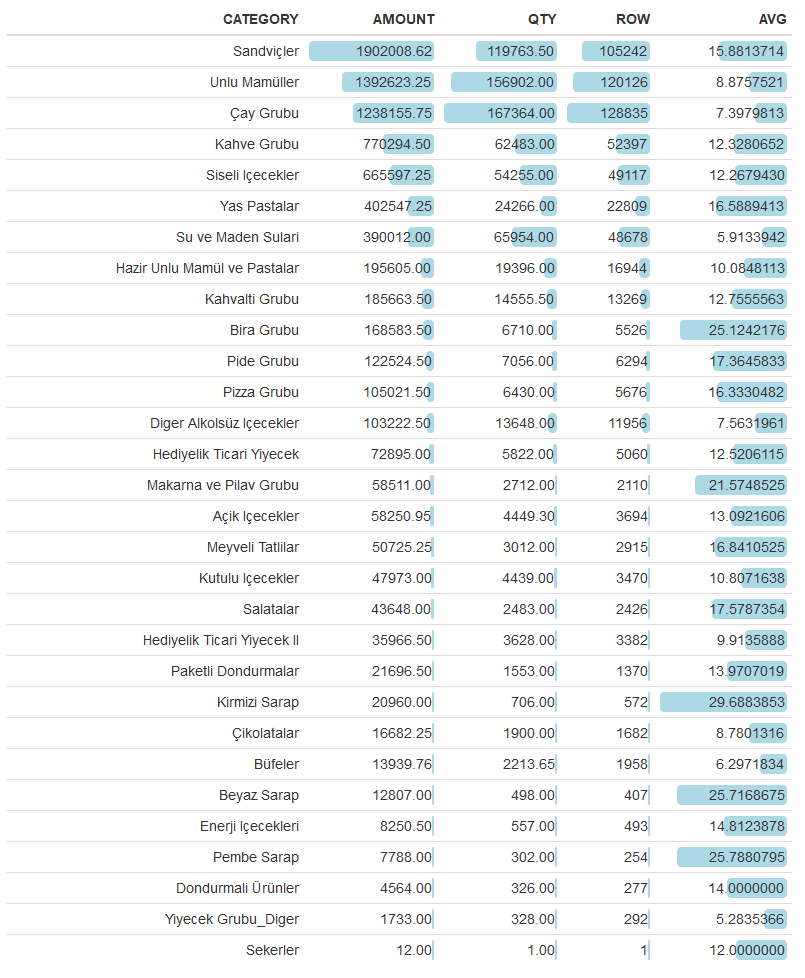 CATEGORY AMOUNT QTY ROW AVG
Sandviçler 1902008.62 119763.50 105242 15.8813714
Unlu Mamüller 1392623.25 156902.00 120126 8.8757521
Çay Grubu 1238155.75 167364.00 128835 7.3979813
Kahve Grubu 770294.50 62483.00 52397 12.3280652
Siseli Içecekler 665597.25 54255.00 49117 12.2679430
Yas Pastalar 402547.25 24266.00 22809 16.5889413
Su ve Maden Sulari 390012.00 65954.00 48678 5.9133942
Hazir Unlu Mamül ve Pastalar 195605.00 19396.00 16944 10.0848113
Kahvalti Grubu 185663.50 14555.50 13269 12.7555563
Bira Grubu 168583.50 6710.00 5526 25.1242176
Pide Grubu 122524.50 7056.00 6294 17.3645833
Pizza Grubu 105021.50 6430.00 5676 16.3330482
Diger Alkolsüz Içecekler 103222.50 13648.00 11956 7.5631961
Hediyelik Ticari Yiyecek 72895.00 5822.00 5060 12.5206115
Makarna ve Pilav Grubu 58511.00 2712.00 2110 21.5748525
Açik Içecekler 58250.95 4449.30 3694 13.0921606
Meyveli Tatlilar 50725.25 3012.00 2915 16.8410525
Kutulu Içecekler 47973.00 4439.00 3470 10.8071638
Salatalar 43648.00 2483.00 2426 17.5787354
Hediyelik Ticari Yiyecek II 35966.50 3628.00 3382 9.9135888
Paketli Dondurmalar 21696.50 1553.00 1370 13.9707019
Kirmizi Sarap 20960.00 706.00 572 29.6883853
Çikolatalar 16682.25 1900.00 1682 8.7801316
Büfeler 13939.76 2213.65 1958 6.2971834
Beyaz Sarap 12807.00 498.00 407 25.7168675
Enerji Içecekleri 8250.50 557.00 493 14.8123878
Pembe Sarap 7788.00 302.00 254 25.7880795
Dondurmali Ürünler 4564.00 326.00 277 14.0000000
Yiyecek Grubu_Diger 1733.00 328.00 292 5.2835366
Sekerler 12.00 1.00 1 12.0000000